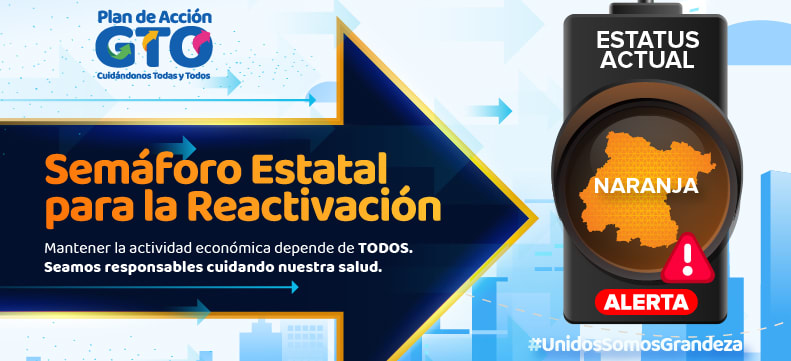 Plan de Acción
GTO
Cuidándonos Todas y Todos
Semáforo Estatal
para la Reactivación
Mantener la actividad económica depende de TODOS.
Seamos responsables cuidando nuestra salud.
ESTATUS
ACTUAL
NARANJA
!
ALERTA
#UnidosSomosGrandeza